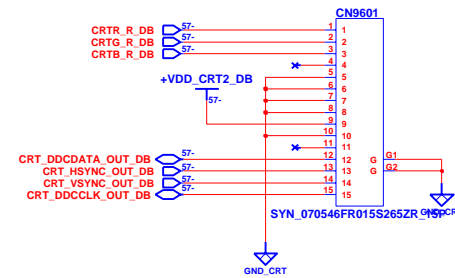 CN9601
CRTR_R_DB 57- 1 1
CRTG_R_DB 57- 2 2
CRTB_R_DB 57- 3 3
4 4
5 5
+VDD_CRT2_DB 6 6
57- 7 7
8 8
9 9
10 10
11 11
CRT_DDCDATA_OUT_DB 57- 12 12 G G1
CRT_HSYNC_OUT_DB 57- 13 13 G G2
CRT_VSYNC_OUT_DB 57- 14 14
CRT_DDCCLK_OUT_DB 57- 15 15
SYN_070546FR015S265ZR_15P
GND_CRT